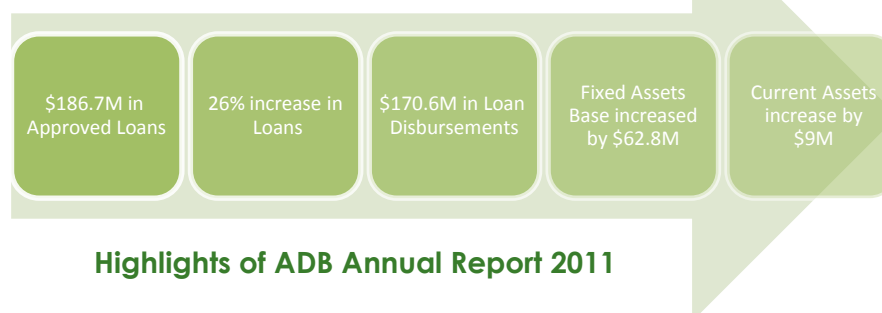 $186.7M in
Approved Loans
26% increase in
Loans
$170.6M in Loan
Disbursements
Fixed Assets
Base increased
by $62.8M
Current Assets
increase by
$9M
Highlights of ADB Annual Report 2011